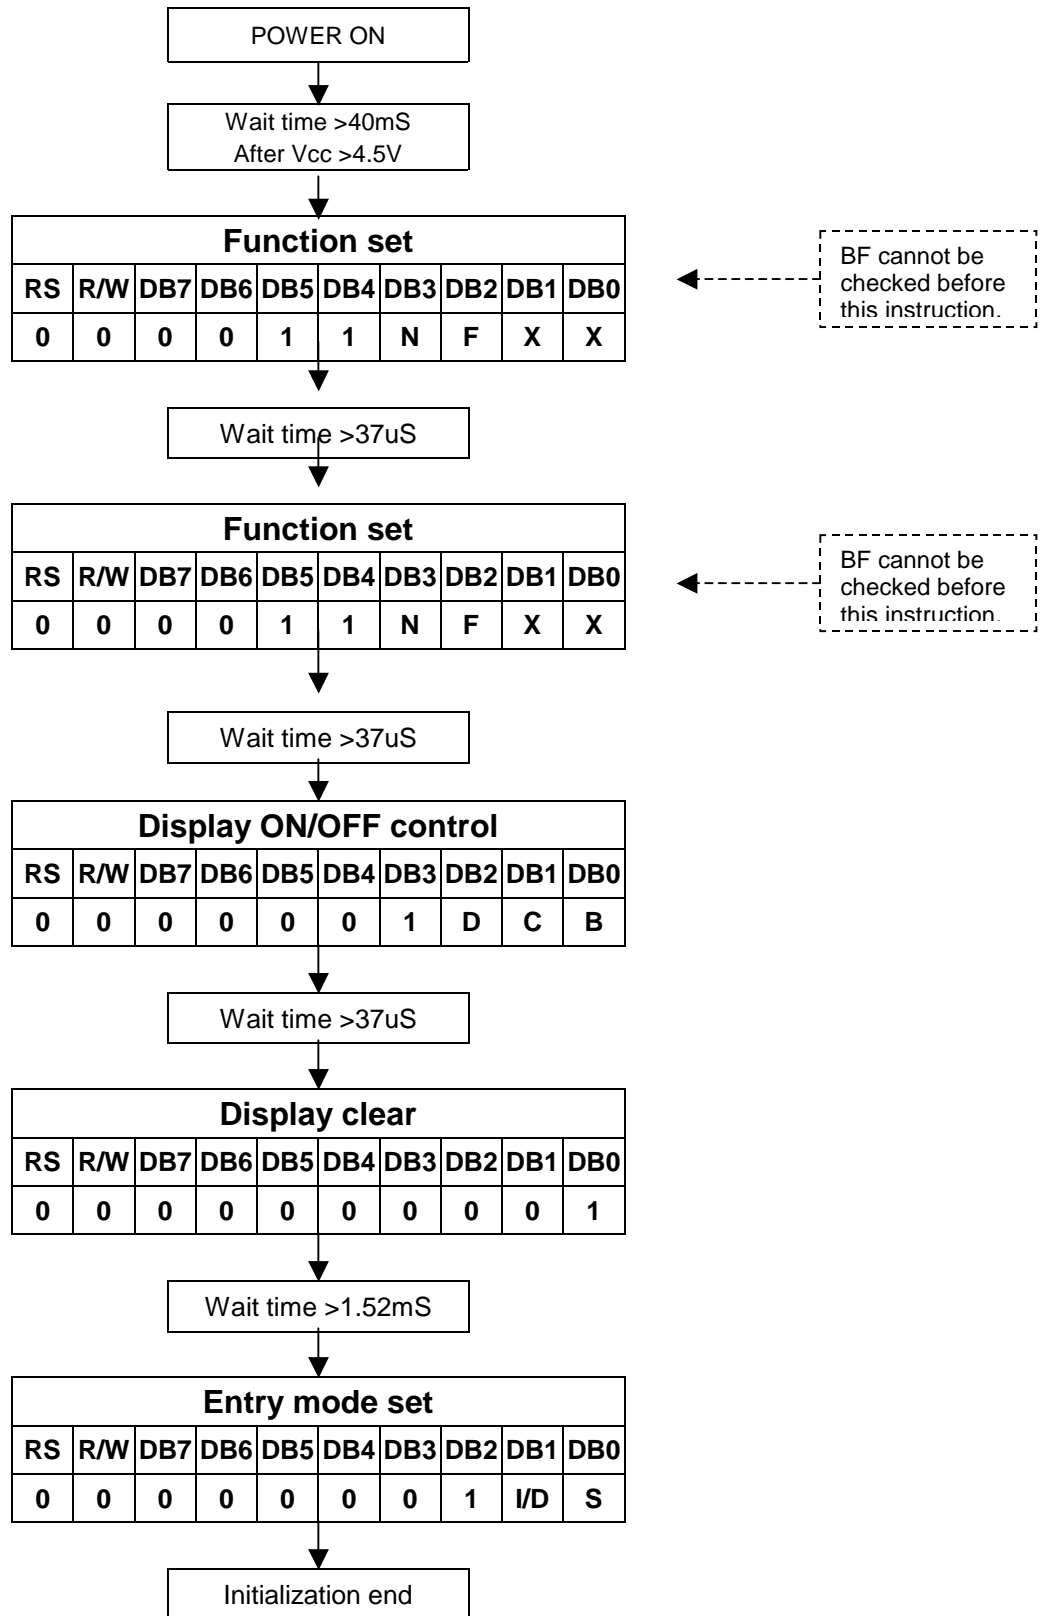 POWER ON
Wait time >40mS
After Vcc >4.5V
Function set
RS R/W DB7 DB6 DB5 DB4 DB3 DB2 DB1 DB0
0 0 0 0 1 1 N F X X
BF cannot be
checked before
this instruction.
Wait time >37uS
Function set
RS R/W DB7 DB6 DB5 DB4 DB3 DB2 DB1 DB0
0 0 0 0 1 1 N F X X
BF cannot be
checked before
this instruction.
Wait time >37uS
Display ON/OFF control
RS R/W DB7 DB6 DB5 DB4 DB3 DB2 DB1 DB0
0 0 0 0 0 0 1 D C B
Wait time >37uS
Display clear
RS R/W DB7 DB6 DB5 DB4 DB3 DB2 DB1 DB0
0 0 0 0 0 0 0 0 0 1
Wait time >1.52mS
Entry mode set
RS R/W DB7 DB6 DB5 DB4 DB3 DB2 DB1 DB0
0 0 0 0 0 0 0 1 I/D S
Initialization end